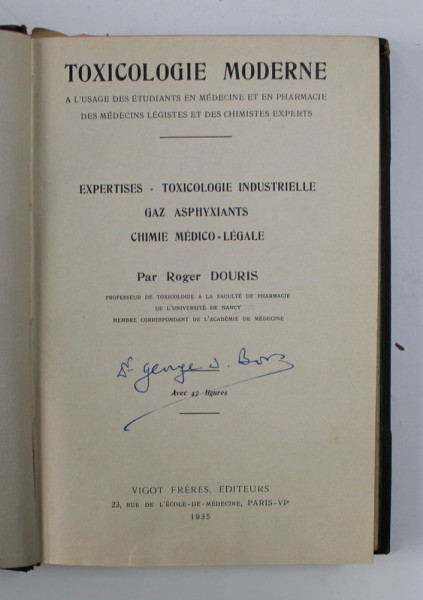 TOXICOLOGIE MODERNE
A L'USAGE DES ÉTUDIANTS EN MÉDECINE ET EN PHARMACIE
DES MÉDECINS LÉGISTES ET DES CHIMISTES EXPERTS
EXPERTISES - TOXICOLOGIE INDUSTRIELLE
GAZ ASPHYXIANTS
CHIMIE MÉDICO-LÉGALE
Par Roger DOURIS
PROFESSEUR DE TOXICOLOGIE A LA FACULTÉ DE PHARMACIE
DE L'UNIVERSITÉ DE NANCY
MEMBRE CORRESPONDANT DE L'ACADÉMIE DE MÉDECINE
Dr george
Avec 47 figures
VIGOT FRÈRES, EDITEURS
23, RUE DE L'ÉCOLE-DE-MÉDECINE, PARIS-VIe
1935